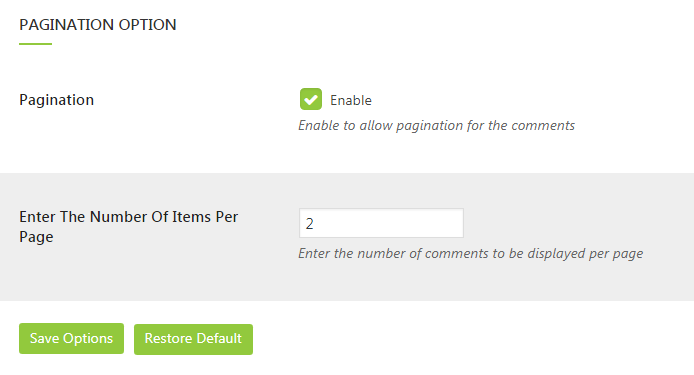 PAGINATION OPTION
Pagination
Enable
Enable to allow pagination for the comments
Enter The Number Of Items Per
Page
2
Enter the number of comments to be displayed per page
Save Options
Restore Default